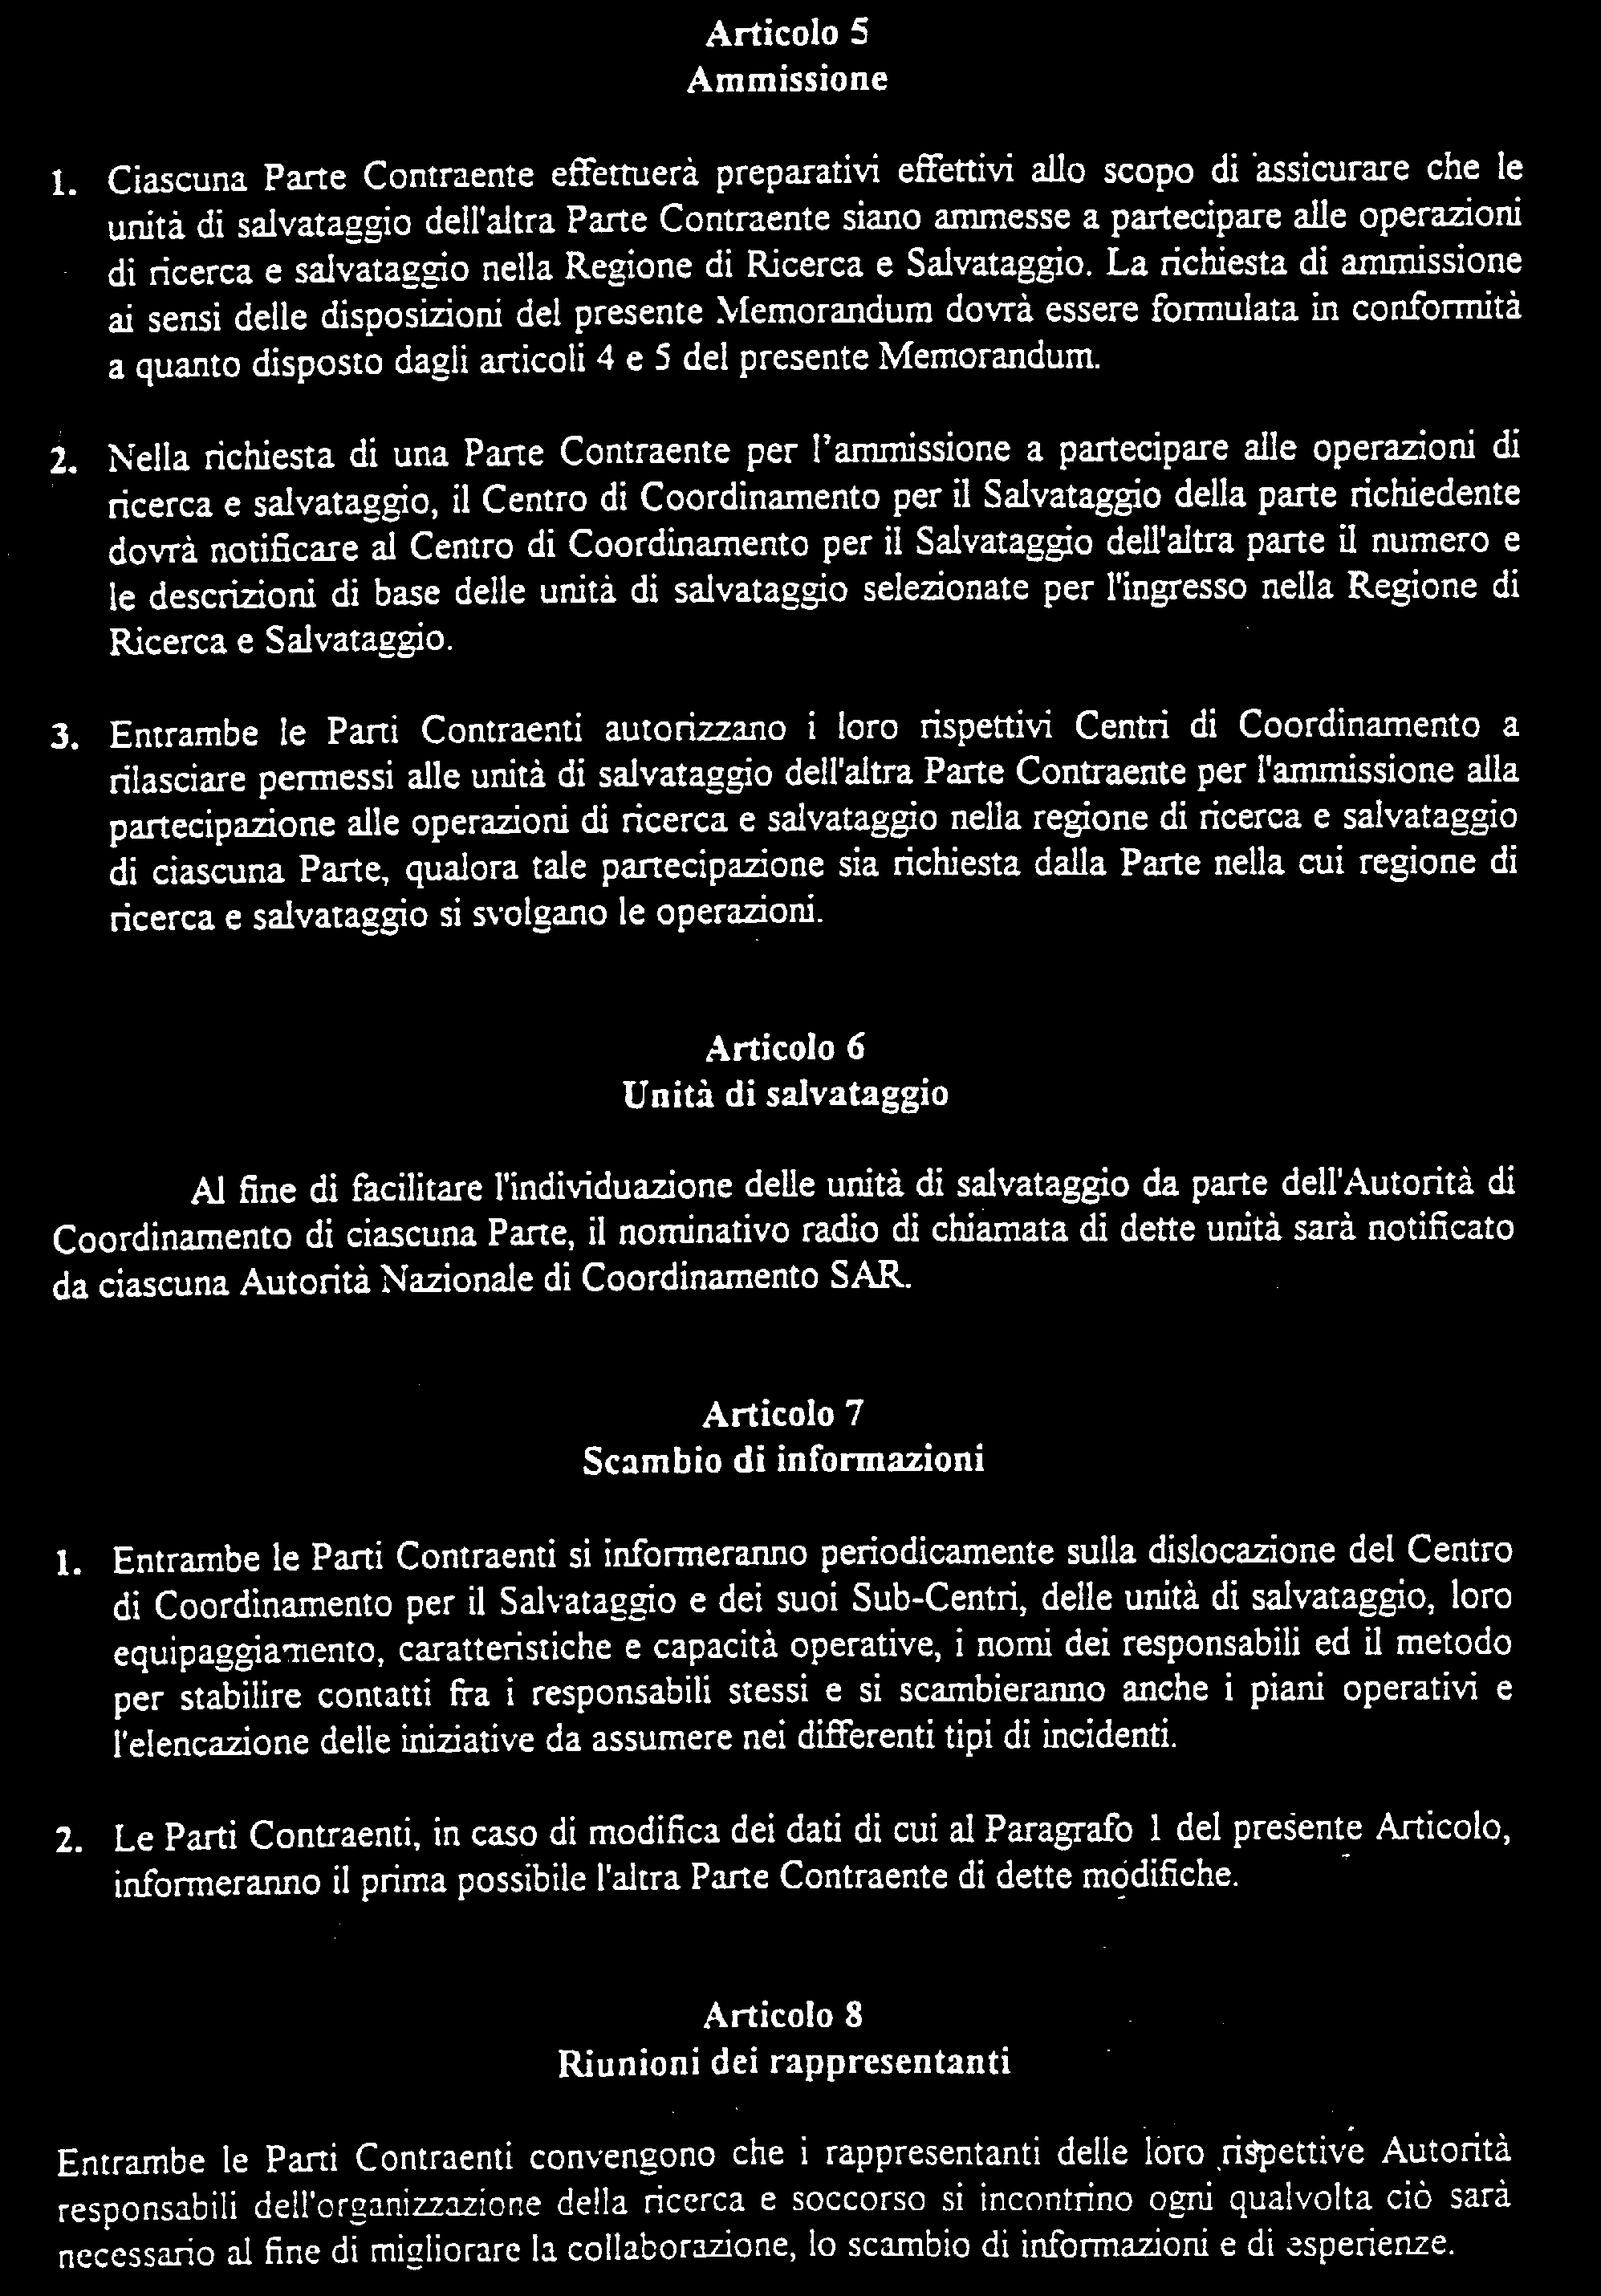 Articolo 5
Ammissione
1. Ciascuna Parte Contraente effettuerà preparativi effettivi allo scopo di assicurare che le
unità di salvataggio dell'altra Parte Contraente siano ammesse a partecipare alle operazioni
di ricerca e salvataggio nella Regione di Ricerca e Salvataggio. La richiesta di ammissione
ai sensi delle disposizioni del presente Memorandum dovrà essere formulata in conformità
a quanto disposto dagli articoli 4 e 5 del presente Memorandum.
2. Nella richiesta di una Parte Contraente per l'ammissione a partecipare alle operazioni di
ricerca e salvataggio, il Centro di Coordinamento per il Salvataggio della parte richiedente
dovrà notificare al Centro di Coordinamento per il Salvataggio dell'altra parte il numero e
le descrizioni di base delle unità di salvataggio selezionate per l'ingresso nella Regione di
Ricerca e Salvataggio.
3. Entrambe le Parti Contraenti autorizzano i loro rispettivi Centri di Coordinamento a
rilasciare permessi alle unità di salvataggio dell'altra Parte Contraente per l'ammissione alla
partecipazione alle operazioni di ricerca e salvataggio nella regione di ricerca e salvataggio
di ciascuna Parte, qualora tale partecipazione sia richiesta dalla Parte nella cui regione di
ricerca e salvataggio si svolgano le operazioni.
Articolo 6
Unità di salvataggio
Al fine di facilitare l'individuazione delle unità di salvataggio da parte dell'Autorità di
Coordinamento di ciascuna Parte, il nominativo radio di chiamata di dette unità sarà notificato
da ciascuna Autorità Nazionale di Coordinamento SAR.
Articolo 7
Scambio di informazioni
1. Entrambe le Parti Contraenti si informeranno periodicamente sulla dislocazione del Centro
di Coordinamento per il Salvataggio e dei suoi Sub-Centri, delle unità di salvataggio, loro
equipaggiamento, caratteristiche e capacità operative, i nomi dei responsabili ed il metodo
per stabilire contatti fra i responsabili stessi e si scambieranno anche i piani operativi e
l'elencazione delle iniziative da assumere nei differenti tipi di incidenti.
2. Le Parti Contraenti, in caso di modifica dei dati di cui al Paragrafo 1 del presente Articolo,
informeranno il prima possibile l'altra Parte Contraente di dette modifiche.
Articolo 8
Riunioni dei rappresentanti
Entrambe le Parti Contraenti convengono che i rappresentanti delle loro rispettive Autorità
responsabili dell'organizzazione della ricerca e soccorso si incontrino ogni qualvolta ciò sarà
necessario al fine di migliorare la collaborazione, lo scambio di informazioni e di esperienze.